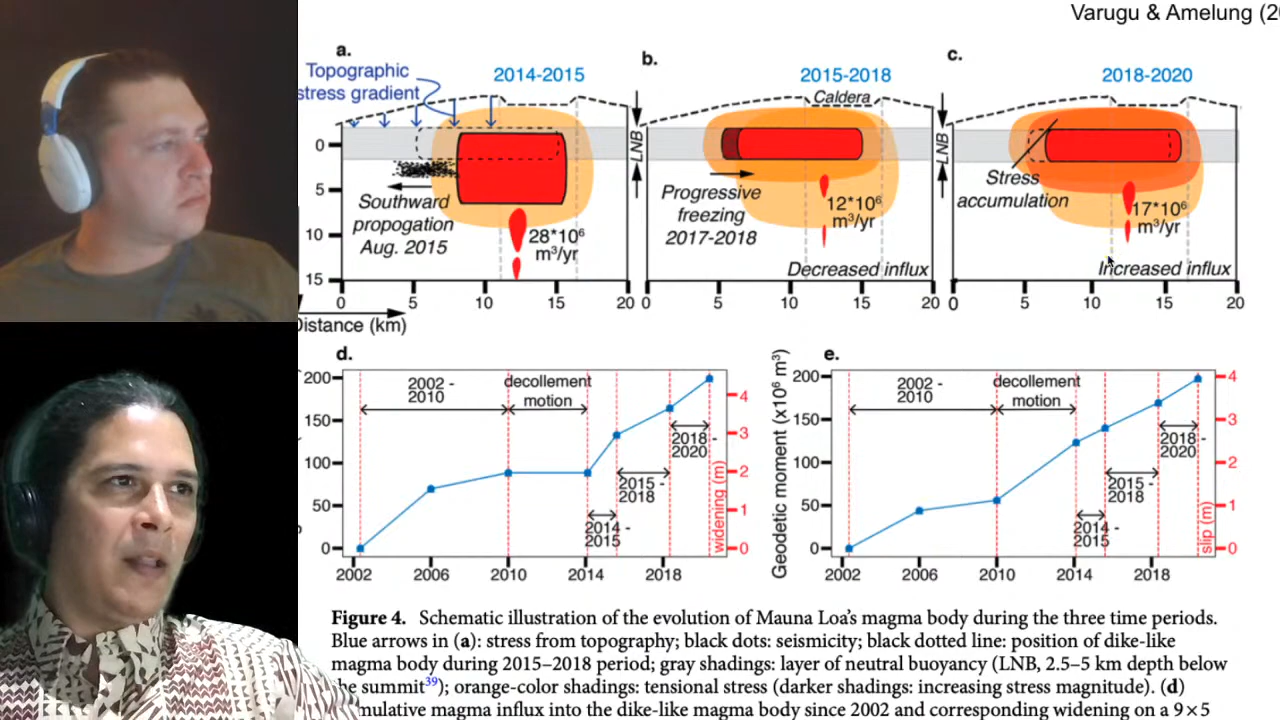 Varugu & Amelung (20
a.
b.
c.
Topographic
stress gradient
2014-2015
2015-2018
2018-2020
Caldera
LNB
LNB
0
5
10
15
Southward
propogation
Aug. 2015
28*10⁶
m³/yr
Progressive
freezing
2017-2018
12*10⁶
m³/yr
Decreased influx
Stress
accumulation
17*10⁶
m³/yr
Increased influx
0 5 10 15 20
0 5 10 15 20
0 5 10 15 20
Distance (km)
d.
200
150
100
50
0
2002 -
2010
decollement
motion
2014 -
2015
2015 -
2018
2018 -
2020
4
3
2
1
0
widening (m)
2002 2006 2010 2014 2018
e.
Geodetic moment (x10⁶ m³)
200
150
100
50
0
2002 -
2010
decollement
motion
2014 -
2015
2015 -
2018
2018 -
2020
4
3
2
1
0
slip (m)
2002 2006 2010 2014 2018
Figure 4. Schematic illustration of the evolution of Mauna Loa's magma body during the three time periods.
Blue arrows in (a): stress from topography; black dots: seismicity; black dotted line: position of dike-like
magma body during 2015–2018 period; gray shadings: layer of neutral buoyancy (LNB, 2.5–5 km depth below
he summit³⁹); orange-color shadings: tensional stress (darker shadings: increasing stress magnitude). (d)
mulative magma influx into the dike-like magma body since 2002 and corresponding widening on a 9×5